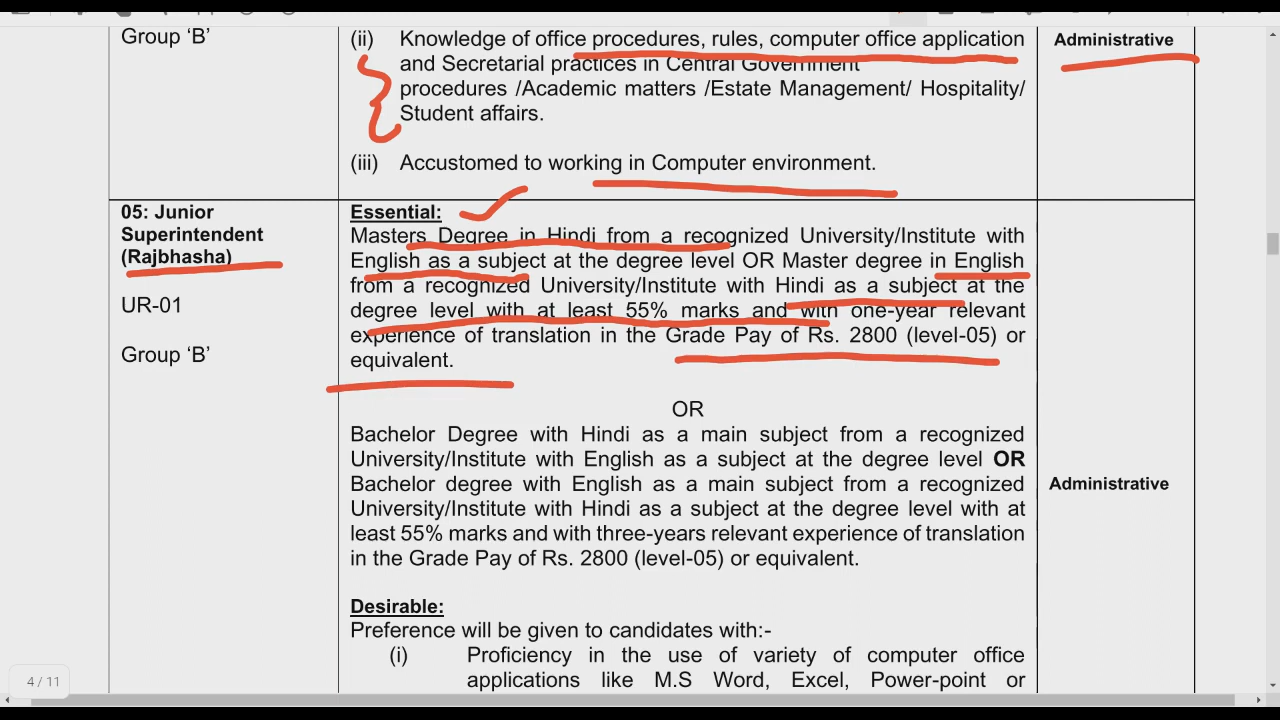 Group ‘B’
(ii) Knowledge of office procedures, rules, computer office application
and Secretarial practices in Central Government
procedures /Academic matters /Estate Management/ Hospitality/
Student affairs.
(iii) Accustomed to working in Computer environment.
Administrative
05: Junior
Superintendent
(Rajbhasha)
UR-01
Group ‘B’
Essential:
Masters Degree in Hindi from a recognized University/Institute with
English as a subject at the degree level OR Master degree in English
from a recognized University/Institute with Hindi as a subject at the
degree level with at least 55% marks and with one-year relevant
experience of translation in the Grade Pay of Rs. 2800 (level-05) or
equivalent.
OR
Bachelor Degree with Hindi as a main subject from a recognized
University/Institute with English as a subject at the degree level OR
Bachelor degree with English as a main subject from a recognized
University/Institute with Hindi as a subject at the degree level with at
least 55% marks and with three-years relevant experience of translation
in the Grade Pay of Rs. 2800 (level-05) or equivalent.
Desirable:
Preference will be given to candidates with:-
(i) Proficiency in the use of variety of computer office
applications like M.S Word, Excel, Power-point or
Administrative
4 / 11